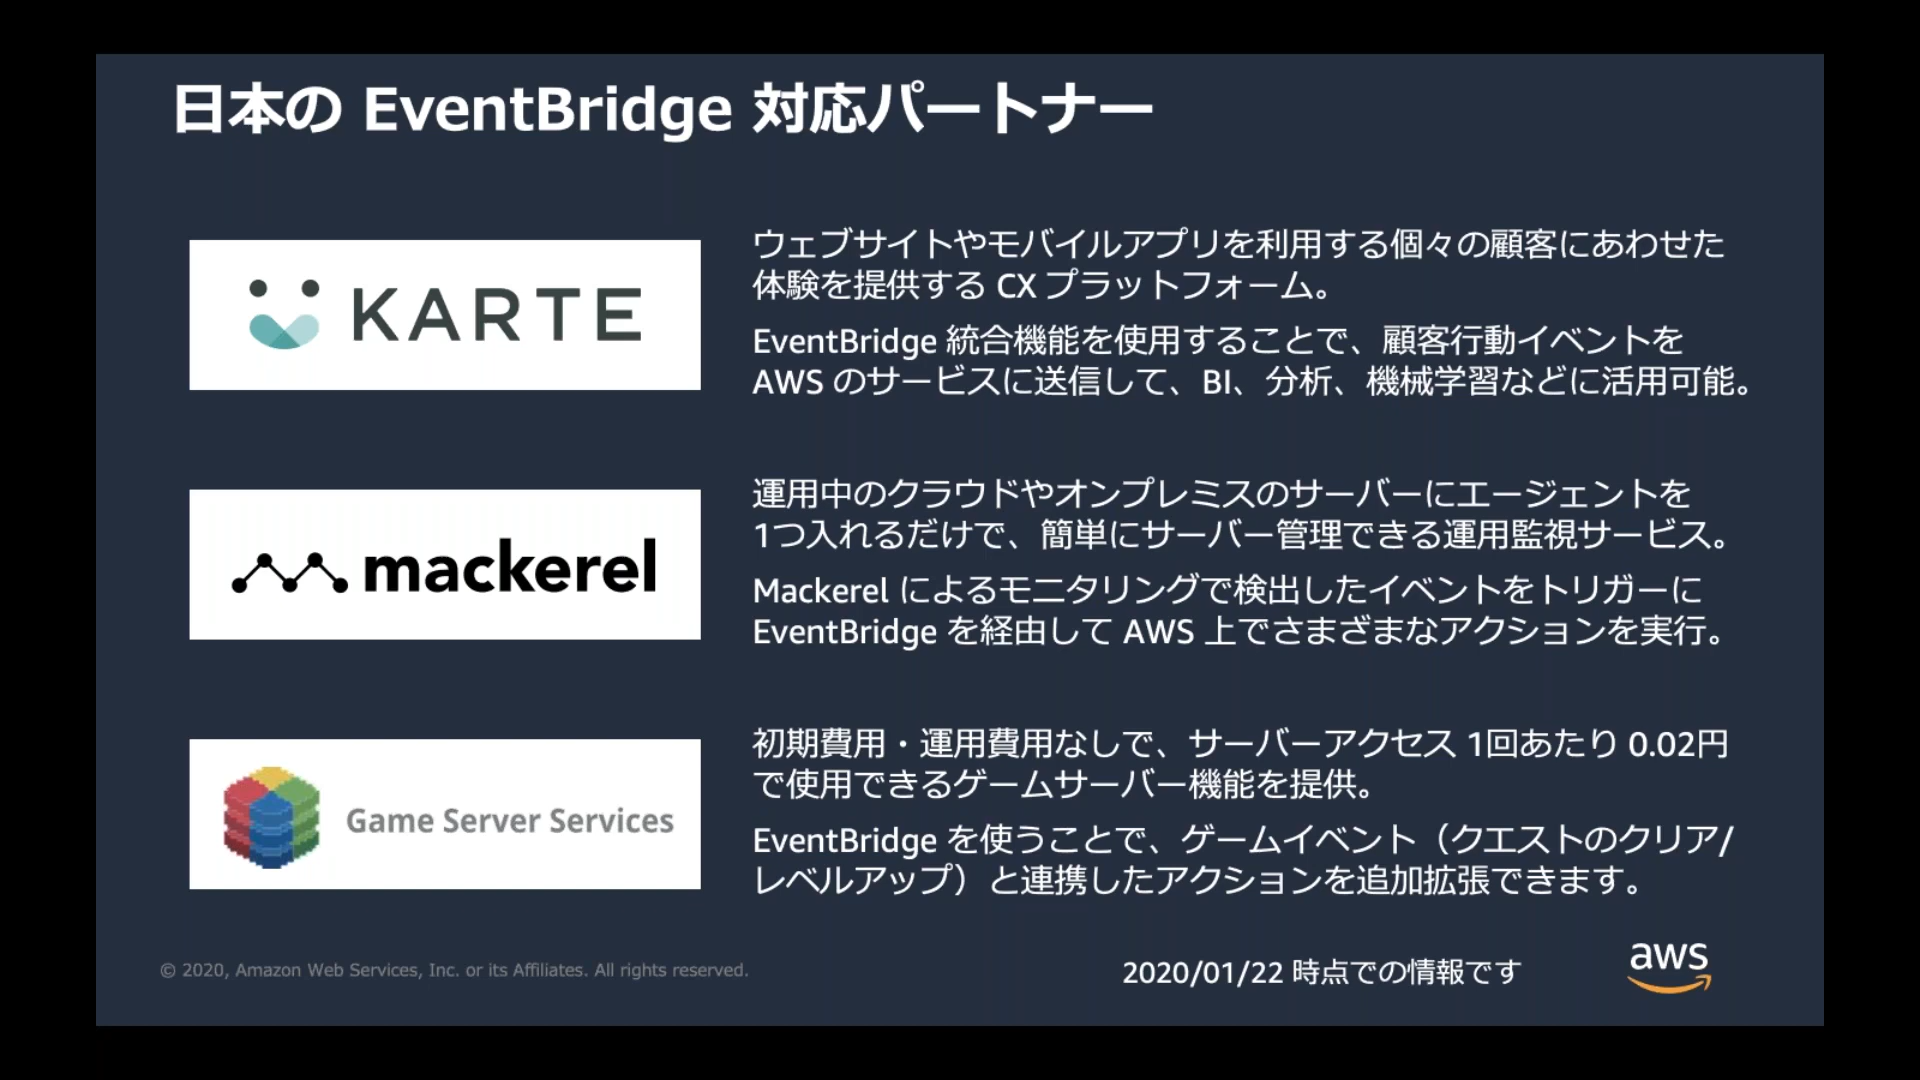 日本の EventBridge 対応パートナー
KARTE
ウェブサイトやモバイルアプリを利用する個々の顧客にあわせた
体験を提供する CX プラットフォーム。
EventBridge 統合機能を使用することで、顧客行動イベントを
AWS のサービスに送信して、BI、分析、機械学習などに活用可能。
mackerel
運用中のクラウドやオンプレミスのサーバーにエージェントを
1つ入れるだけで、簡単にサーバー管理できる運用監視サービス。
Mackerel によるモニタリングで検出したイベントをトリガーに
EventBridge を経由して AWS 上でさまざまなアクションを実行。
Game Server Services
初期費用・運用費用なしで、サーバーアクセス 1回あたり 0.02円
で使用できるゲームサーバー機能を提供。
EventBridge を使うことで、ゲームイベント（クエストのクリア/
レベルアップ）と連携したアクションを追加拡張できます。
© 2020, Amazon Web Services, Inc. or its Affiliates. All rights reserved.
2020/01/22 時点での情報です
aws